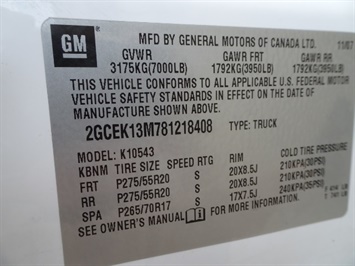 GM
MFD BY GENERAL MOTORS OF CANADA LTD. 11/07
GVWR GAWR FRT GAWR RR
3175KG(7000LB) 1792KG(3950LB) 1792KG(3950LB)
THIS VEHICLE CONFORMS TO ALL APPLICABLE U.S. FEDERAL MOTOR
VEHICLE SAFETY STANDARDS IN EFFECT ON THE DATE OF
MANUFACTURE SHOWN ABOVE.
2GCEK13M781218408 TYPE: TRUCK
MODEL: K10543 COLD TIRE PRESSURE
KBNM TIRE SIZE SPEED RTG RIM
FRT P275/55R20 S 20X8.5J 210KPA(30PSI)
RR P275/55R20 S 20X8.5J 210KPA(30PSI)
SPA P265/70R17 S 17X7.5J 240KPA(35PSI)
SEE OWNER'S MANUAL FOR MORE INFORMATION.